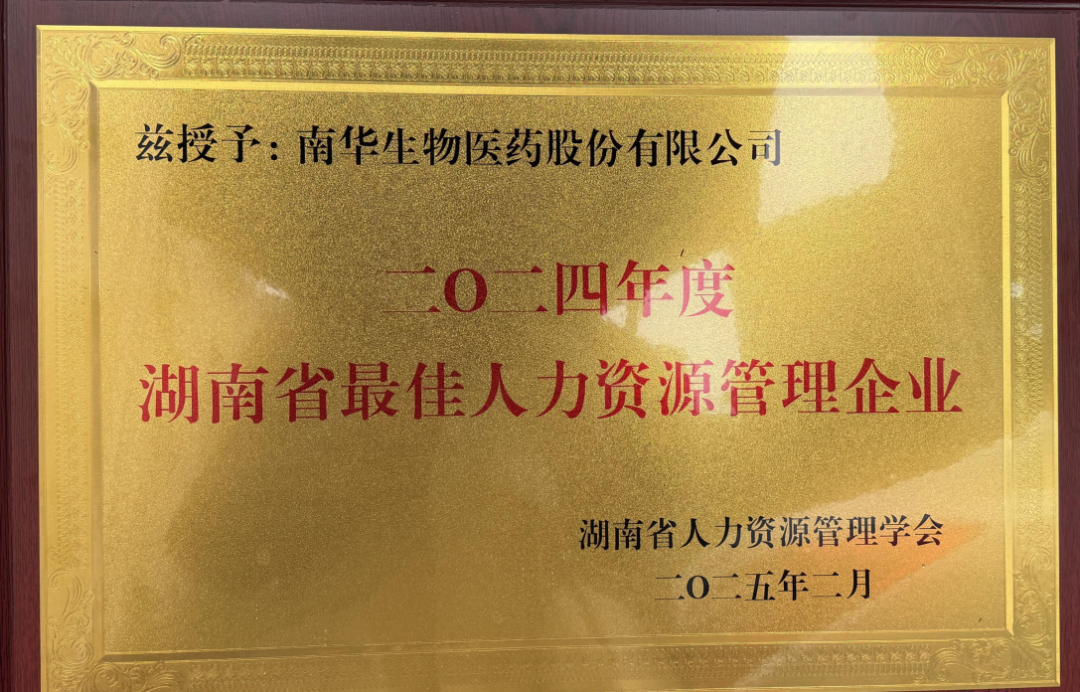 兹授予：南华生物医药股份有限公司
二O二四年度
湖南省最佳人力资源管理企业
湖南省人力资源管理学会
二O二五年二月